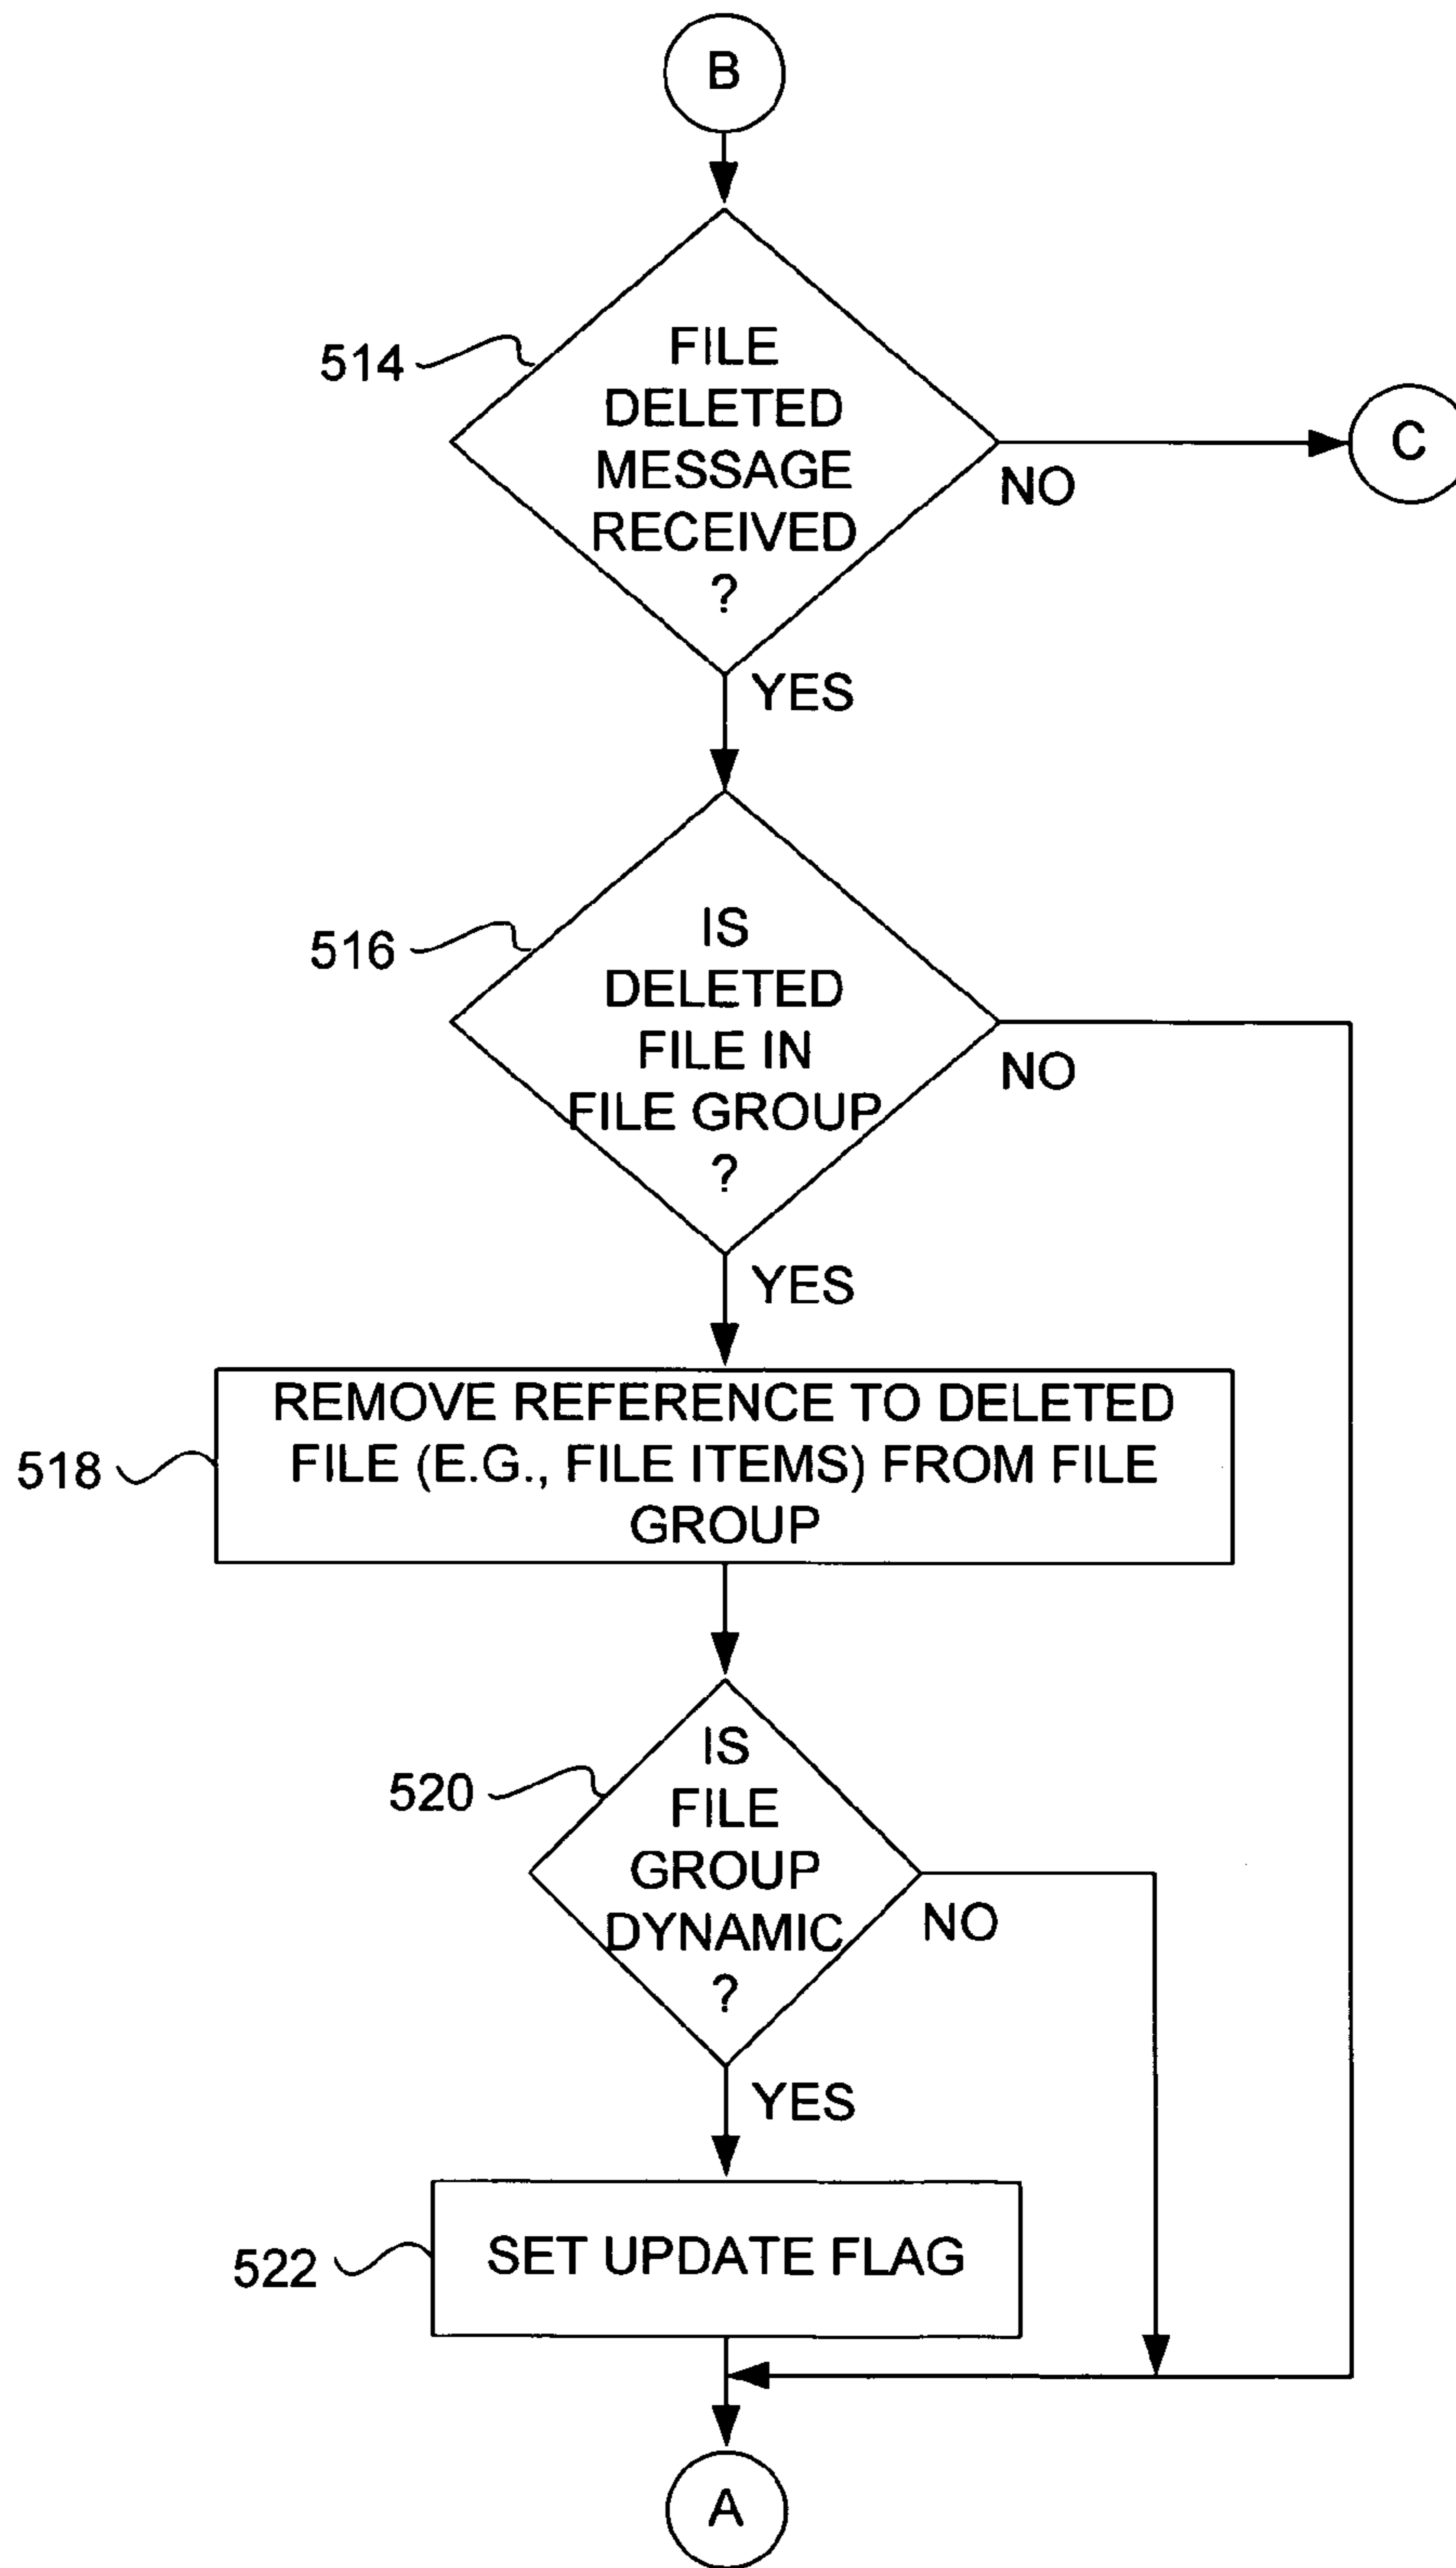 B
514
FILE
DELETED
MESSAGE
RECEIVED
?
NO
C
YES
516
IS
DELETED
FILE IN
FILE GROUP
?
NO
YES
518
REMOVE REFERENCE TO DELETED
FILE (E.G., FILE ITEMS) FROM FILE
GROUP
520
IS
FILE
GROUP
DYNAMIC
?
NO
YES
522
SET UPDATE FLAG
A